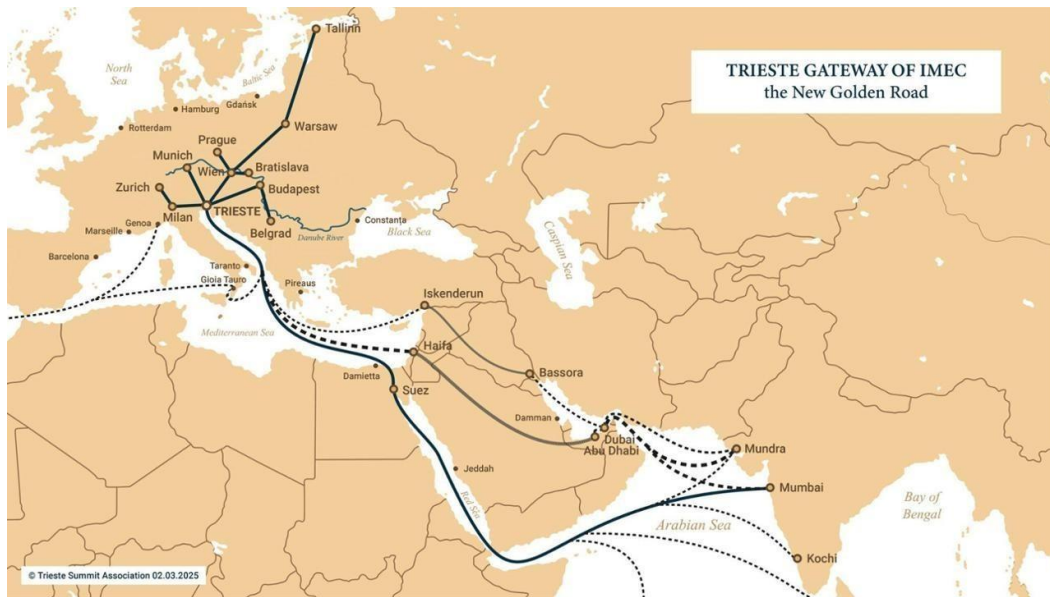 Tallinn
North
Sea
Baltic Sea
TRIESTE GATEWAY OF IMEC
the New Golden Road
Hamburg
Gdańsk
Rotterdam
Warsaw
Prague
Munich
Wien
Bratislava
Zurich
Budapest
Milan
TRIESTE
Genoa
Marseille
Belgrad
Danube River
Constanța
Black Sea
Caspian Sea
Barcelona
Taranto
Gioia Tauro
Pireaus
Iskenderun
Mediterranean Sea
Haifa
Damietta
Suez
Bassora
Damman
Dubai
Abu Dhabi
Mundra
Jeddah
Mumbai
Red Sea
Arabian Sea
Bay of
Bengal
Kochi
© Trieste Summit Association 02.03.2025